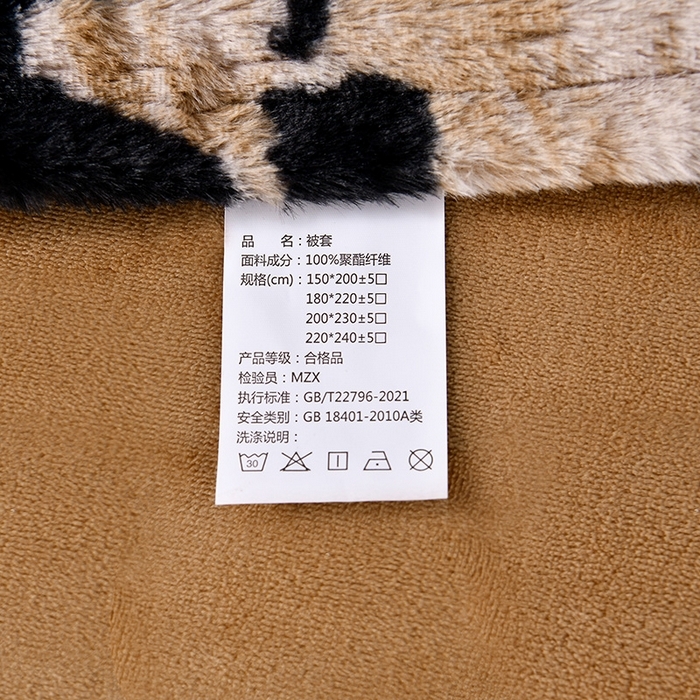 品 名：被套
面料成分：100%聚酯纤维
规格(cm)：150*200±5□
180*220±5□
200*230±5□
220*240±5□
产品等级：合格品
检验员：MZX
执行标准：GB/T22796-2021
安全类别：GB 18401-2010A类
洗涤说明：
30